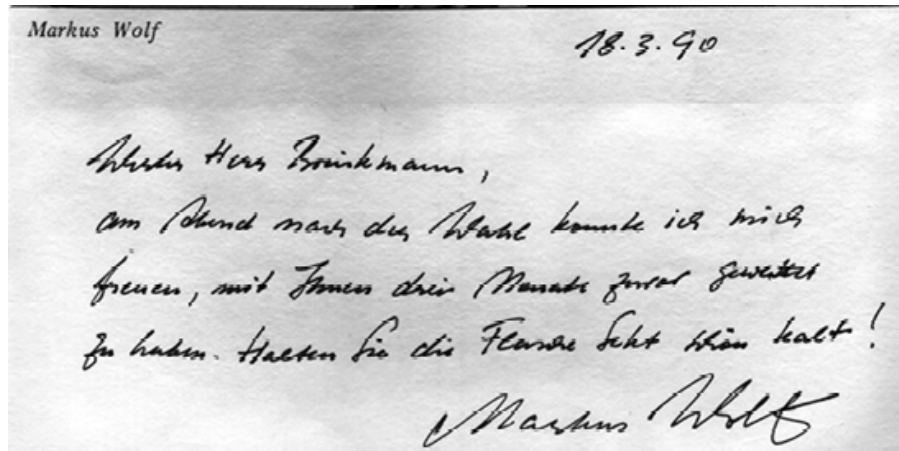 Markus Wolf
18.3.90
Werter Herr Brinkmann,
am Abend nach der Wahl konnte ich mich
freuen, mit Ihnen drei Monate zuvor gewettet
zu haben. Halten Sie die Flasche Sekt schön kalt!
Markus Wolf